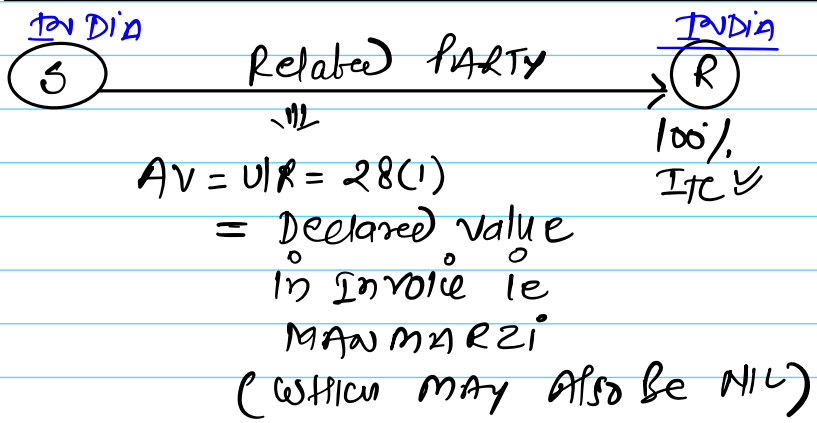 INDIA INDIA
S Related PARTY R
100%
AV = U/R = 28(1) ITC
= Declared value
in Invoice ie
MANMARZI
(WHICH MAY Also Be NIL)